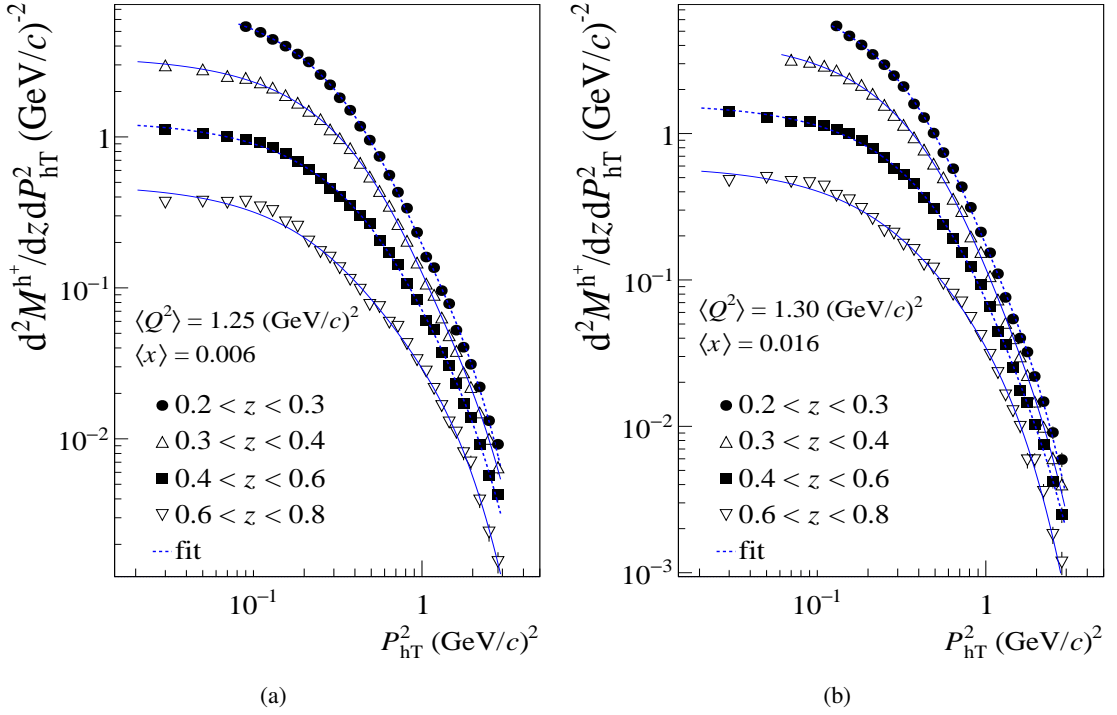 d²M^{h⁺}/dz dP²_{hT} (GeV/c)⁻²
1
10⁻¹
10⁻²
⟨Q²⟩ = 1.25 (GeV/c)²
⟨x⟩ = 0.006
0.2 < z < 0.3
0.3 < z < 0.4
0.4 < z < 0.6
0.6 < z < 0.8
fit
10⁻¹ 1
P²_{hT} (GeV/c)²
(a)
d²M^{h⁺}/dz dP²_{hT} (GeV/c)⁻²
1
10⁻¹
10⁻²
10⁻³
⟨Q²⟩ = 1.30 (GeV/c)²
⟨x⟩ = 0.016
0.2 < z < 0.3
0.3 < z < 0.4
0.4 < z < 0.6
0.6 < z < 0.8
fit
10⁻¹ 1
P²_{hT} (GeV/c)²
(b)